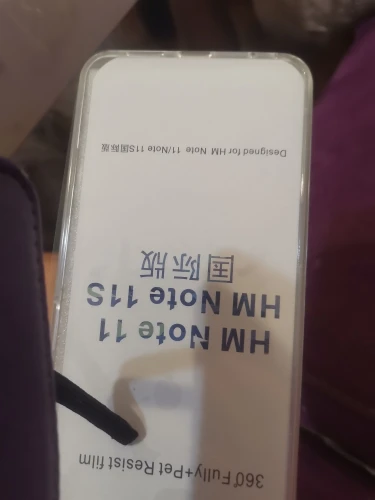 360°Fully+Pet Resist film
HM Note 11
HM Note 11S
国际版
Designed for HM Note 11/Note 11S国际版